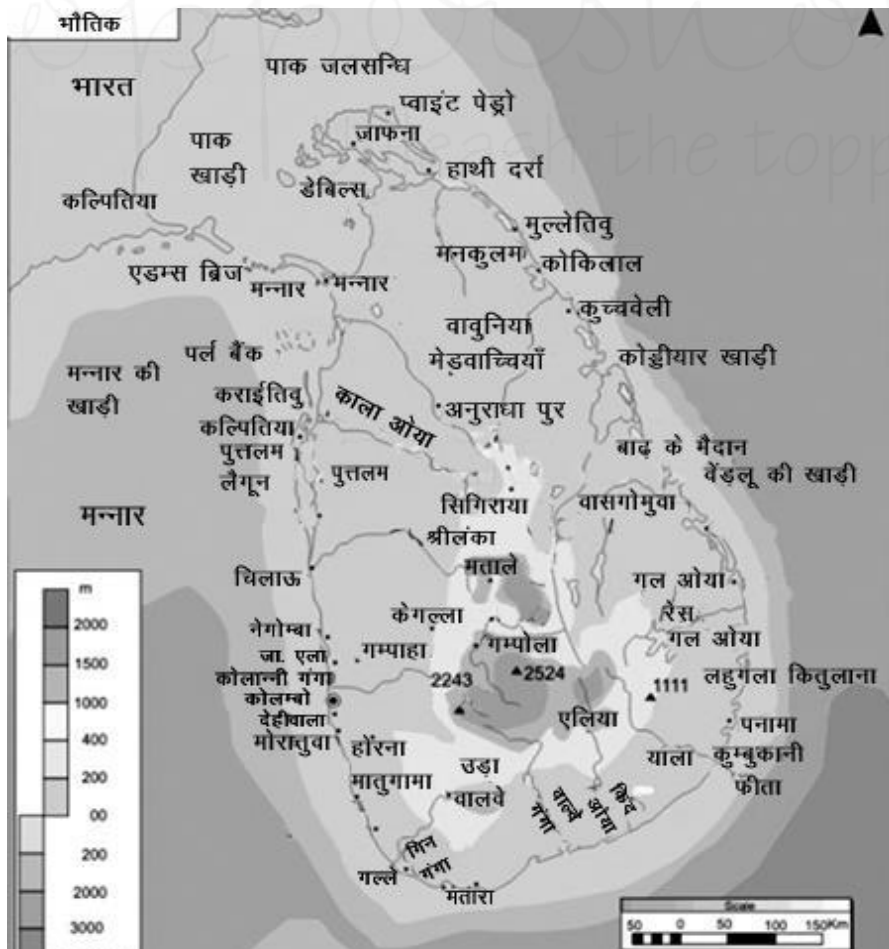 भौतिक
भारत
पाक जलसन्धि
प्वाइंट पेड्रो
जाफना
पाक
खाड़ी
हाथी दर्रा
डेबिल्स
कल्पितिया
मुल्लेतिवु
मनकुलम
कोकिलाल
एडम्स ब्रिज
मन्नार
मन्नार
कुच्चवेली
वावुनिया
पर्ल बैंक
मेडवाच्चियाँ
कोड्डीयार खाड़ी
मन्नार की
खाड़ी
कराईतिवु
काला ओया
अनुराधा पुर
कल्पितिया
पुत्तलम
लैगून
पुत्तलम
बाढ़ के मैदान
वेंड्लू की खाड़ी
सिगिराया
वासगोमुवा
मन्नार
श्रीलंका
मताले
चिलाऊ
गल ओया
केगल्ला
रेस
नेगोम्बा
गम्पोला
गल ओया
जा. एला
गम्पाहा
कोलान्नी गंगा
2243
2524
1111
लहुगला कितुलाना
कोलम्बो
देहीवाला
एलिया
पनामा
मोरातुवा
होंरना
याला
कुम्बुकानी
उड़ा
वालवे
मातुगामा
फीता
वाल्वे
गंगा
किंद
ओया
गिन
गंगा
गल्ले
मतारा
m
2000
1500
1000
400
200
00
200
2000
3000
Scale
50 0 50 100 150Km